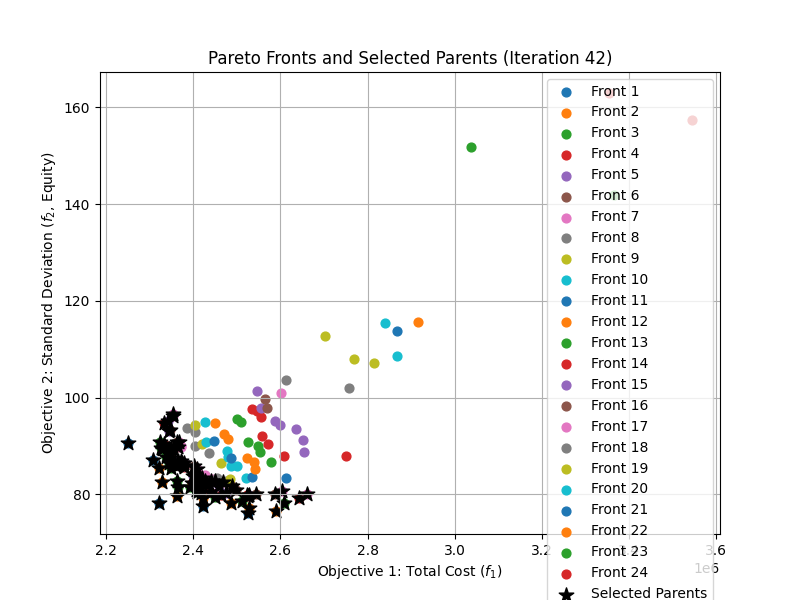 Pareto Fronts and Selected Parents (Iteration 42)
Objective 2: Standard Deviation (f2, Equity)
160
140
120
100
80
2.2 2.4 2.6 2.8 3.0 3.2 3.4 3.6
1e6
Objective 1: Total Cost (f1)
Front 1
Front 2
Front 3
Front 4
Front 5
Front 6
Front 7
Front 8
Front 9
Front 10
Front 11
Front 12
Front 13
Front 14
Front 15
Front 16
Front 17
Front 18
Front 19
Front 20
Front 21
Front 22
Front 23
Front 24
Selected Parents